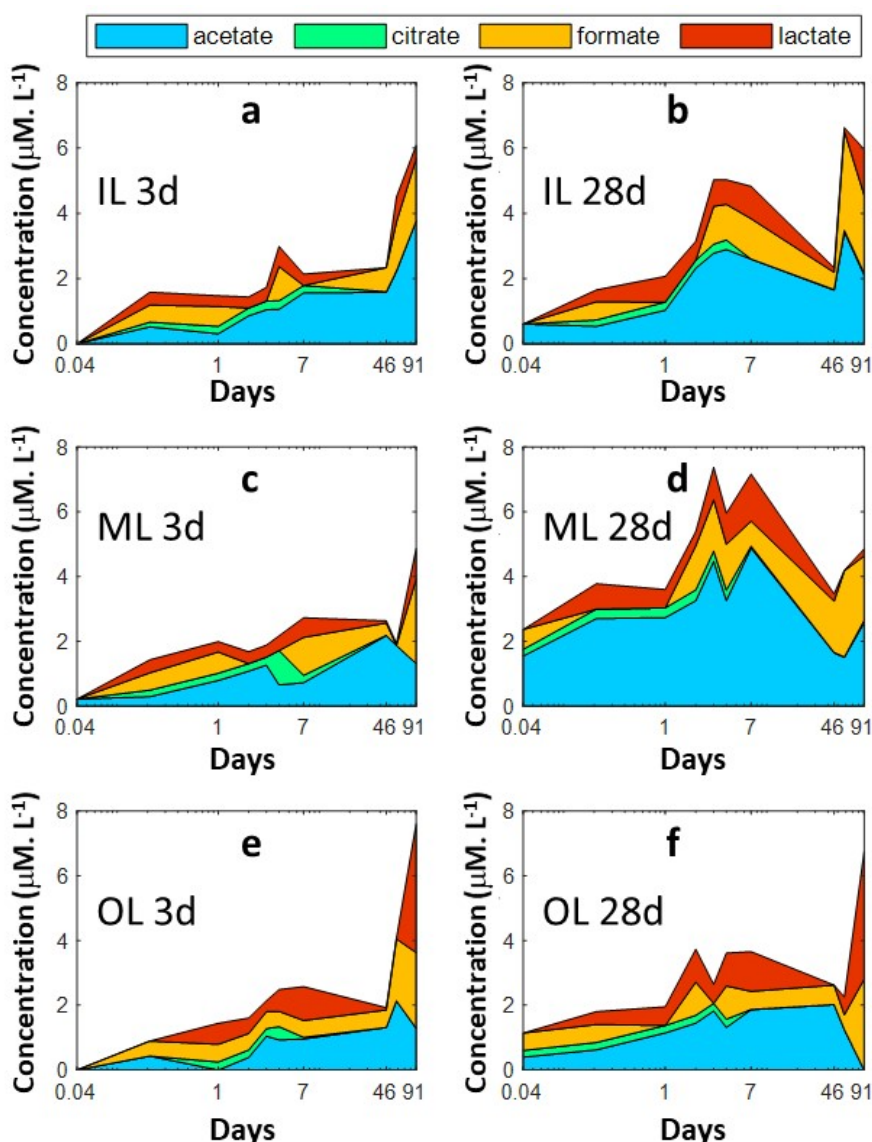 acetate citrate formate lactate
a
IL 3d
Concentration (μM. L-1)
8
6
4
2
0
0.04 1 7 46 91
Days
b
IL 28d
Concentration (μM. L-1)
8
6
4
2
0
0.04 1 7 46 91
Days
c
ML 3d
Concentration (μM. L-1)
8
6
4
2
0
0.04 1 7 46 91
Days
d
ML 28d
Concentration (μM. L-1)
8
6
4
2
0
0.04 1 7 46 91
Days
e
OL 3d
Concentration (μM. L-1)
8
6
4
2
0
0.04 1 7 46 91
Days
f
OL 28d
Concentration (μM. L-1)
8
6
4
2
0
0.04 1 7 46 91
Days